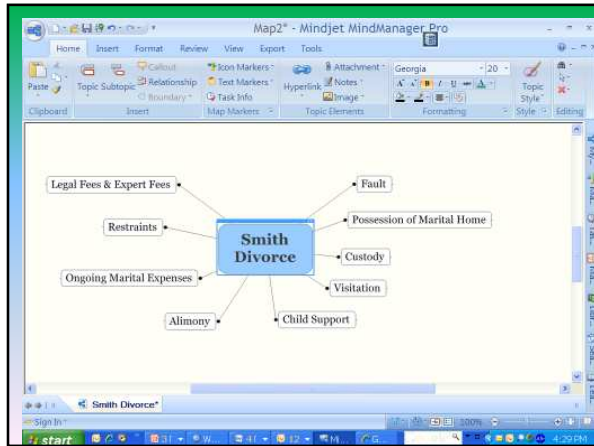 Map2* - Mindjet MindManager Pro
Home Insert Format Review View Export Tools
Paste
Topic Subtopic
Callout
Relationship
Boundary
Icon Markers
Text Markers
Task Info
Hyperlink
Attachment
Notes
Image
Georgia 20
Topic
Style
Clipboard Insert Map Markers Topic Elements Formatting Style Editing
Legal Fees & Expert Fees
Fault
Restraints
Possession of Marital Home
Smith
Divorce
Custody
Ongoing Marital Expenses
Visitation
Alimony
Child Support
Smith Divorce*
Sign In
100%
start
4:29 PM